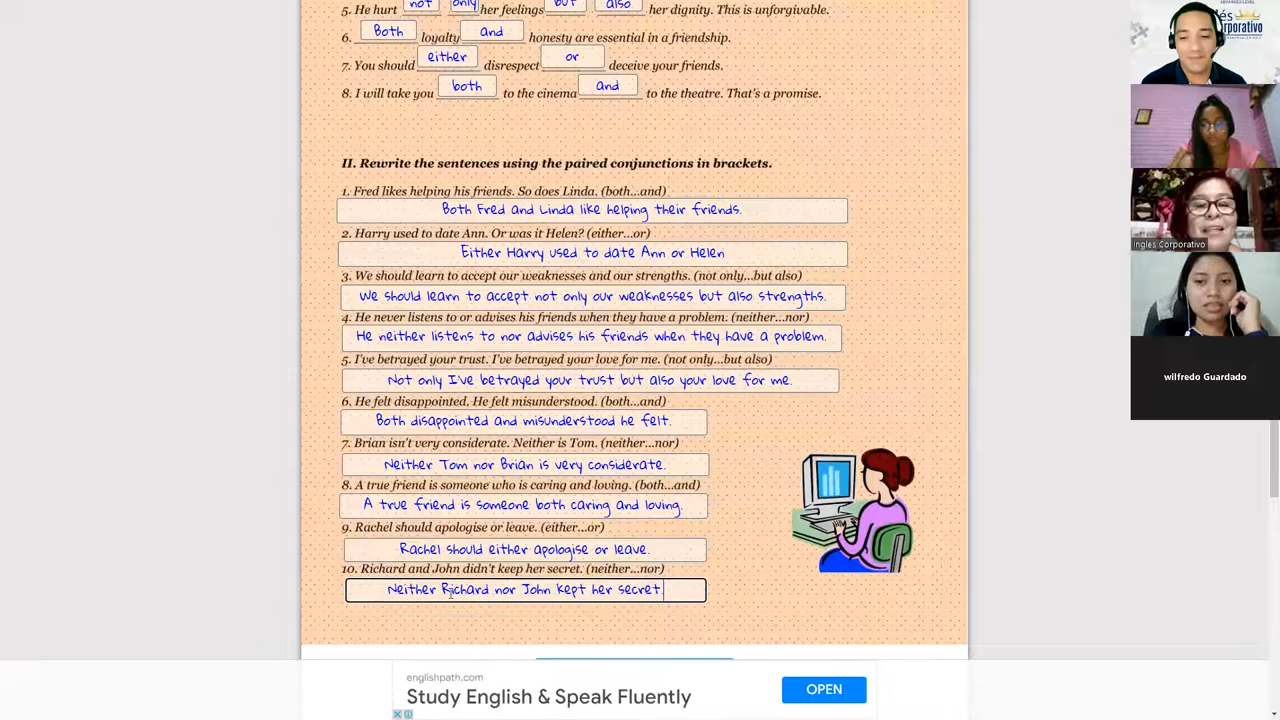 5. He hurt not only her feelings but also her dignity. This is unforgivable.
6. Both loyalty and honesty are essential in a friendship.
7. You should either disrespect or deceive your friends.
8. I will take you both to the cinema and to the theatre. That's a promise.
II. Rewrite the sentences using the paired conjunctions in brackets.
1. Fred likes helping his friends. So does Linda. (both...and)
Both Fred and Linda like helping their friends.
2. Harry used to date Ann. Or was it Helen? (either...or)
Either Harry used to date Ann or Helen
3. We should learn to accept our weaknesses and our strengths. (not only...but also)
We should learn to accept not only our weaknesses but also strengths.
4. He never listens to or advises his friends when they have a problem. (neither...nor)
He neither listens to nor advises his friends when they have a problem.
5. I've betrayed your trust. I've betrayed your love for me. (not only...but also)
Not only I've betrayed your trust but also your love for me.
6. He felt disappointed. He felt misunderstood. (both...and)
Both disappointed and misunderstood he felt.
7. Brian isn't very considerate. Neither is Tom. (neither...nor)
Neither Tom nor Brian is very considerate.
8. A true friend is someone who is caring and loving. (both...and)
A true friend is someone both caring and loving.
9. Rachel should apologise or leave. (either...or)
Rachel should either apologise or leave.
10. Richard and John didn't keep her secret. (neither...nor)
Neither Richard nor John kept her secret.
englishpath.com
Study English & Speak Fluently
OPEN
Ingles Corporativo
wilfredo Guardado